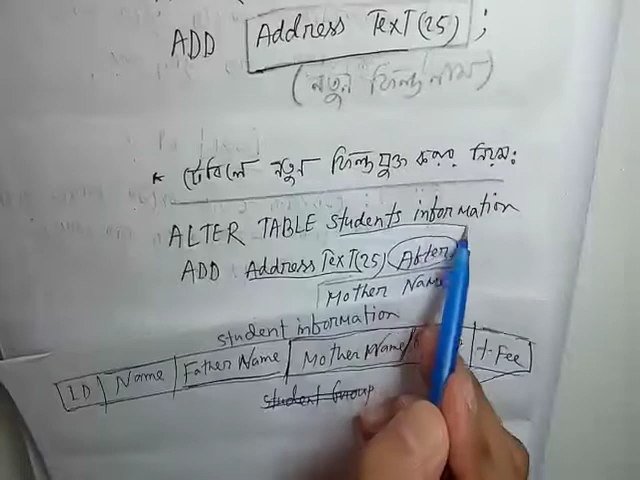 ADD Address TexT (25) ;
(নতুন ফিল্ড নাম)
* টেবিলে নতুন ফিল্ড যুক্ত করার নিয়ম:
ALTER TABLE students information
ADD Address TexT(25) After
Mother Name
student information
ID Name Father Name Mother Name t-Fee
student Group